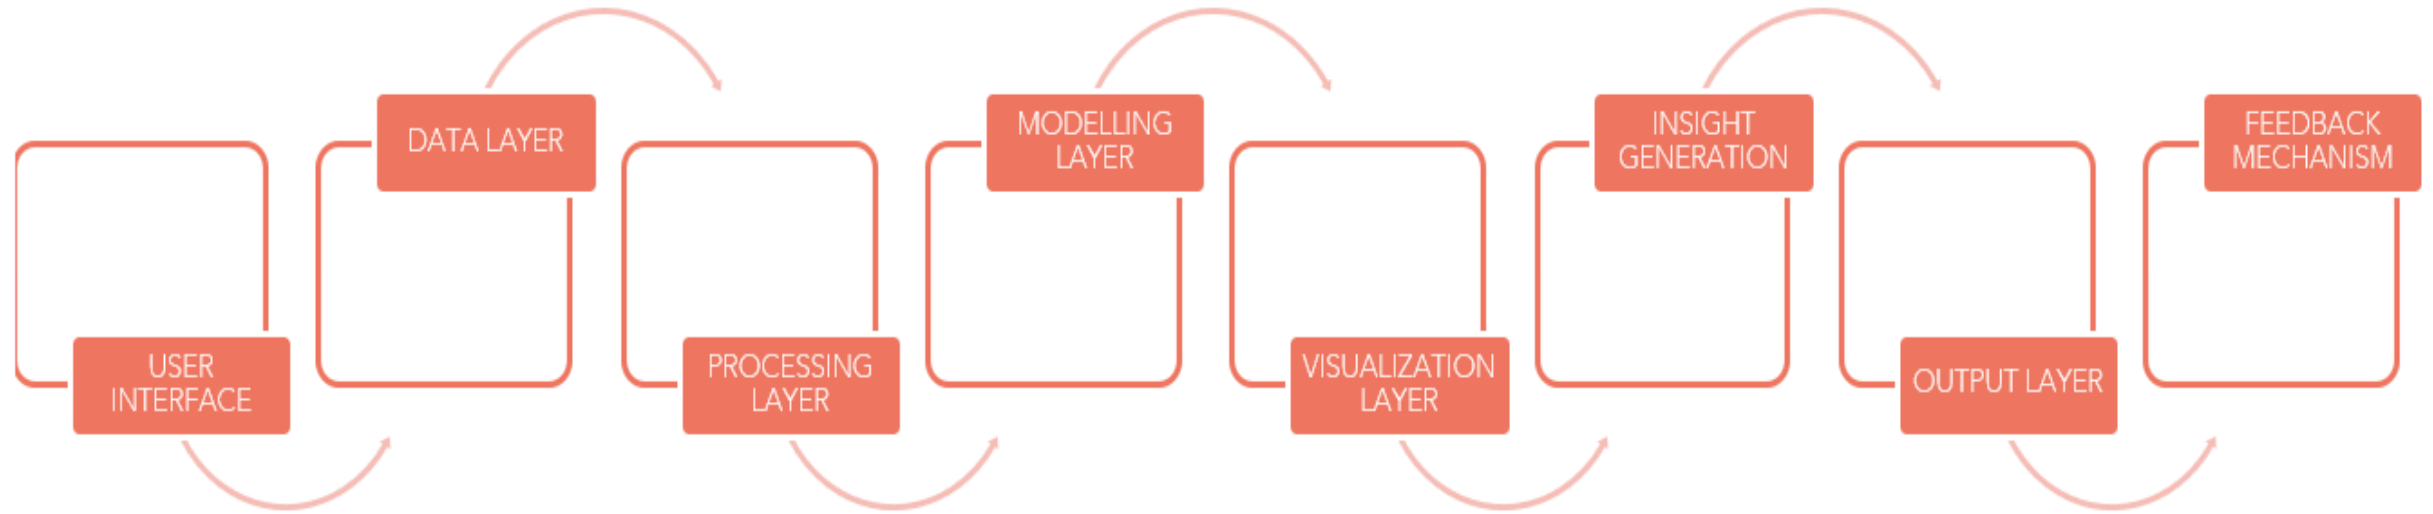 USER
INTERFACE
DATA LAYER
PROCESSING
LAYER
MODELLING
LAYER
VISUALIZATION
LAYER
INSIGHT
GENERATION
OUTPUT LAYER
FEEDBACK
MECHANISM